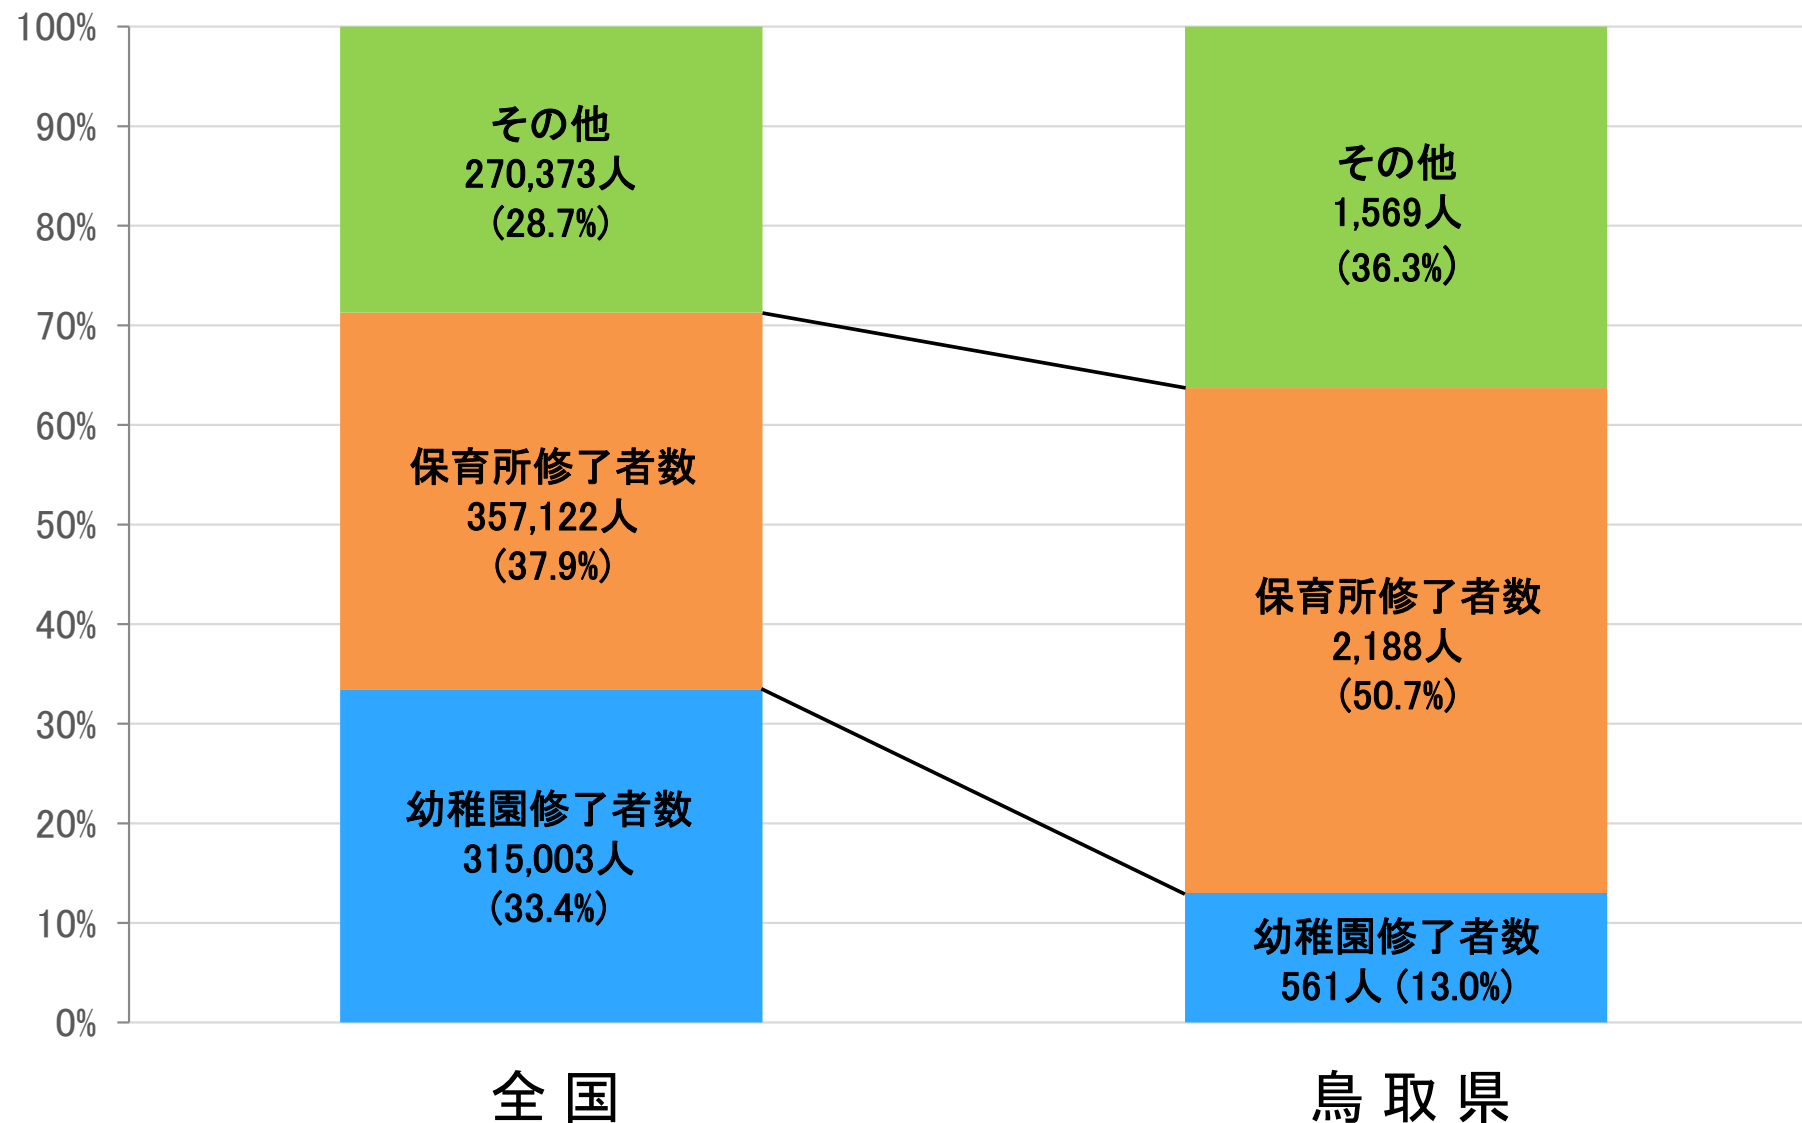 100%
90%
80%
70%
60%
50%
40%
30%
20%
10%
0%
その他
270,373人
(28.7%)
保育所修了者数
357,122人
(37.9%)
幼稚園修了者数
315,003人
(33.4%)
その他
1,569人
(36.3%)
保育所修了者数
2,188人
(50.7%)
幼稚園修了者数
561人 (13.0%)
全国
鳥取県